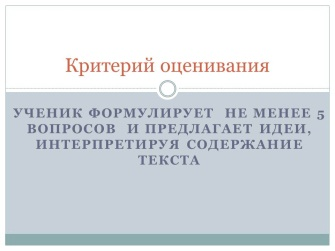 Критерий оценивания
УЧЕНИК ФОРМУЛИРУЕТ НЕ МЕНЕЕ 5
ВОПРОСОВ И ПРЕДЛАГАЕТ ИДЕИ,
ИНТЕРПРЕТИРУЯ СОДЕРЖАНИЕ
ТЕКСТА